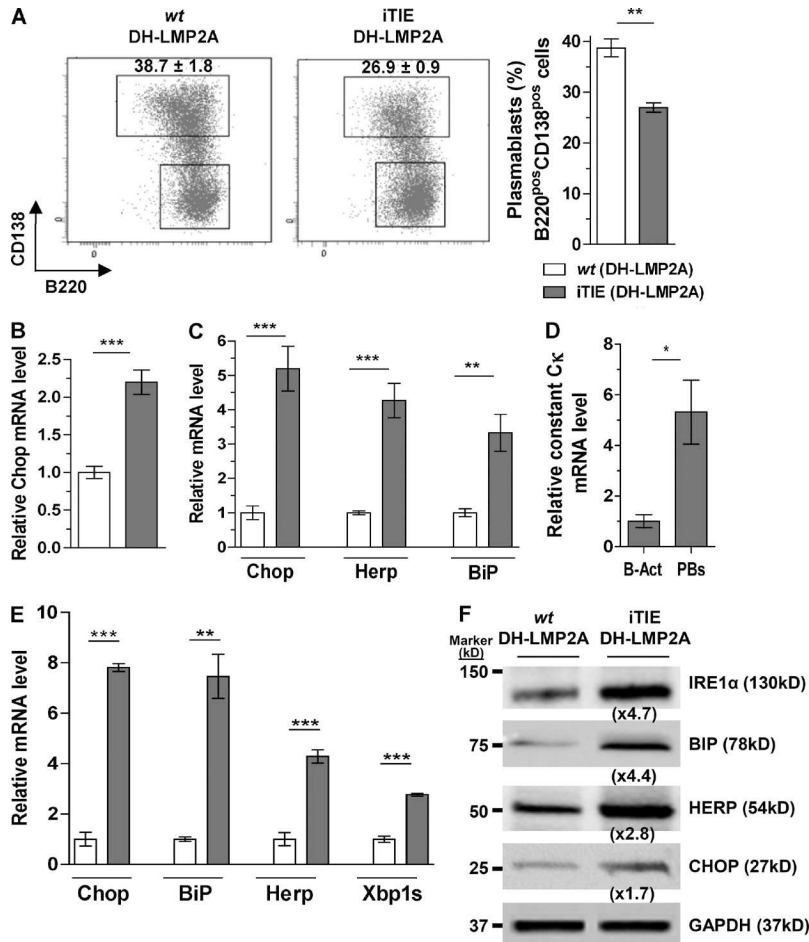 A
wt
DH-LMP2A
iTIE
DH-LMP2A
38.7 ± 1.8
26.9 ± 0.9
0
0
0
0
CD138
B220
**
Plasmablasts (%)
B220posCD138pos cells
40
30
20
10
0
wt (DH-LMP2A)
iTIE (DH-LMP2A)
B
Relative Chop mRNA level
2.5
2.0
1.5
1.0
0.5
0.0
***
C
Relative mRNA level
6
5
4
3
2
1
0
***
***
**
Chop
Herp
BiP
D
Relative constant Cκ
mRNA level
8
6
4
2
0
*
B-Act
PBs
E
Relative mRNA level
10
8
6
4
2
0
***
**
***
***
Chop
BiP
Herp
Xbp1s
F
wt
DH-LMP2A
iTIE
DH-LMP2A
Marker
(kD)
150
IRE1α (130kD)
(x4.7)
75
BIP (78kD)
(x4.4)
50
HERP (54kD)
(x2.8)
25
CHOP (27kD)
(x1.7)
37
GAPDH (37kD)